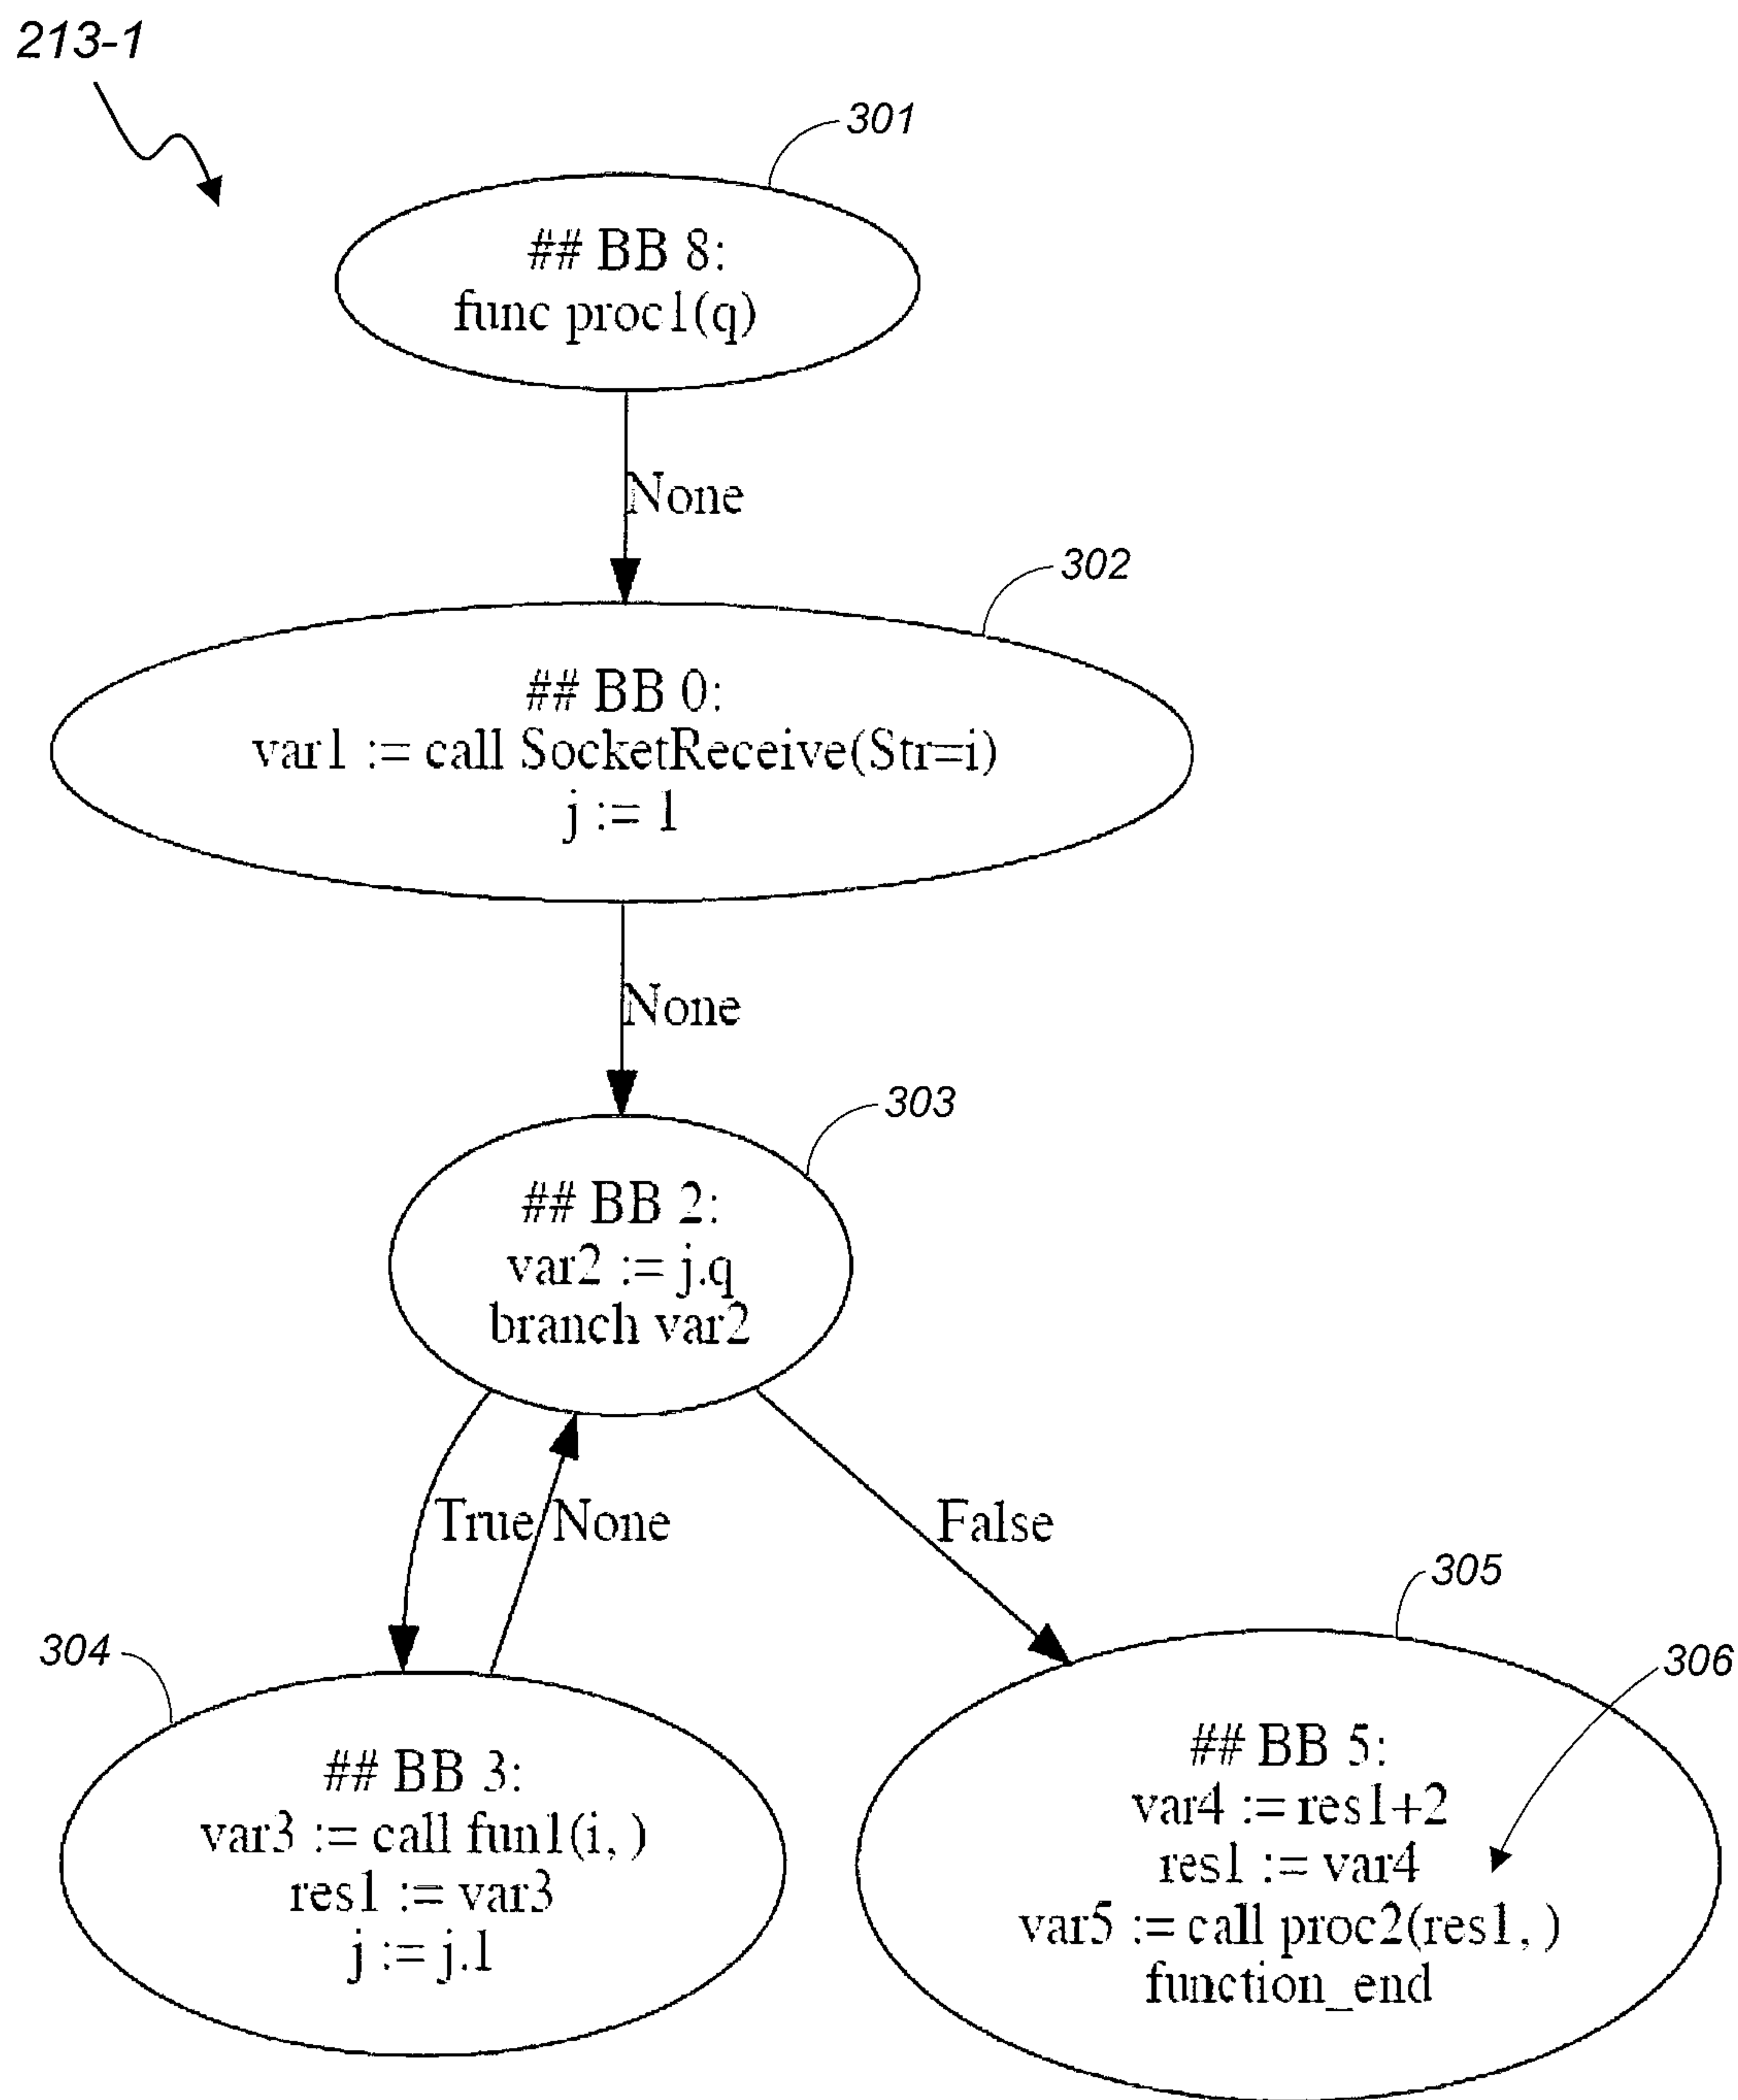 213-1
301
## BB 8:
func proc1(q)
None
302
## BB 0:
var1 := call SocketReceive(Str=i)
j := 1
None
303
## BB 2:
var2 := j.q
branch var2
True None
False
304
## BB 3:
var3 := call fun1(i, )
res1 := var3
j := j.1
305
306
## BB 5:
var4 := res1+2
res1 := var4
var5 := call proc2(res1, )
function_end